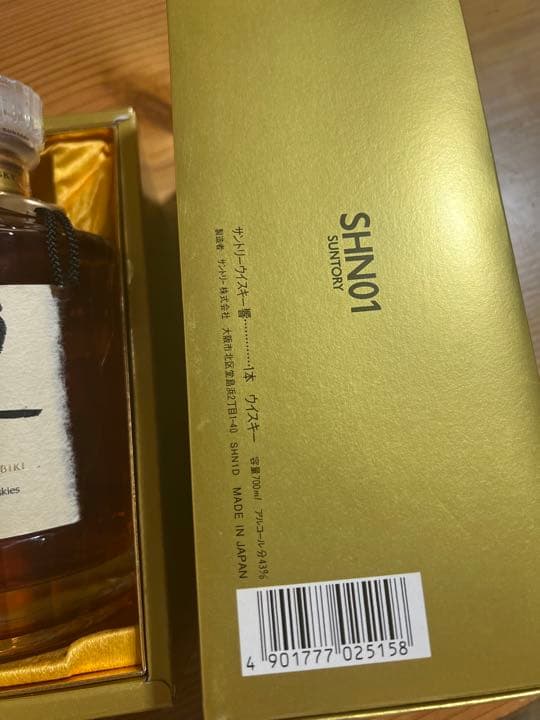 SHN01
SUNTORY
サントリーウイスキー響…………1本 ウイスキー 容量700ml アルコール分43%
製造者 サントリー株式会社 大阪市北区堂島浜2丁目1-40 SHN1D MADE IN JAPAN
4 901777 025158
BIKI
skies